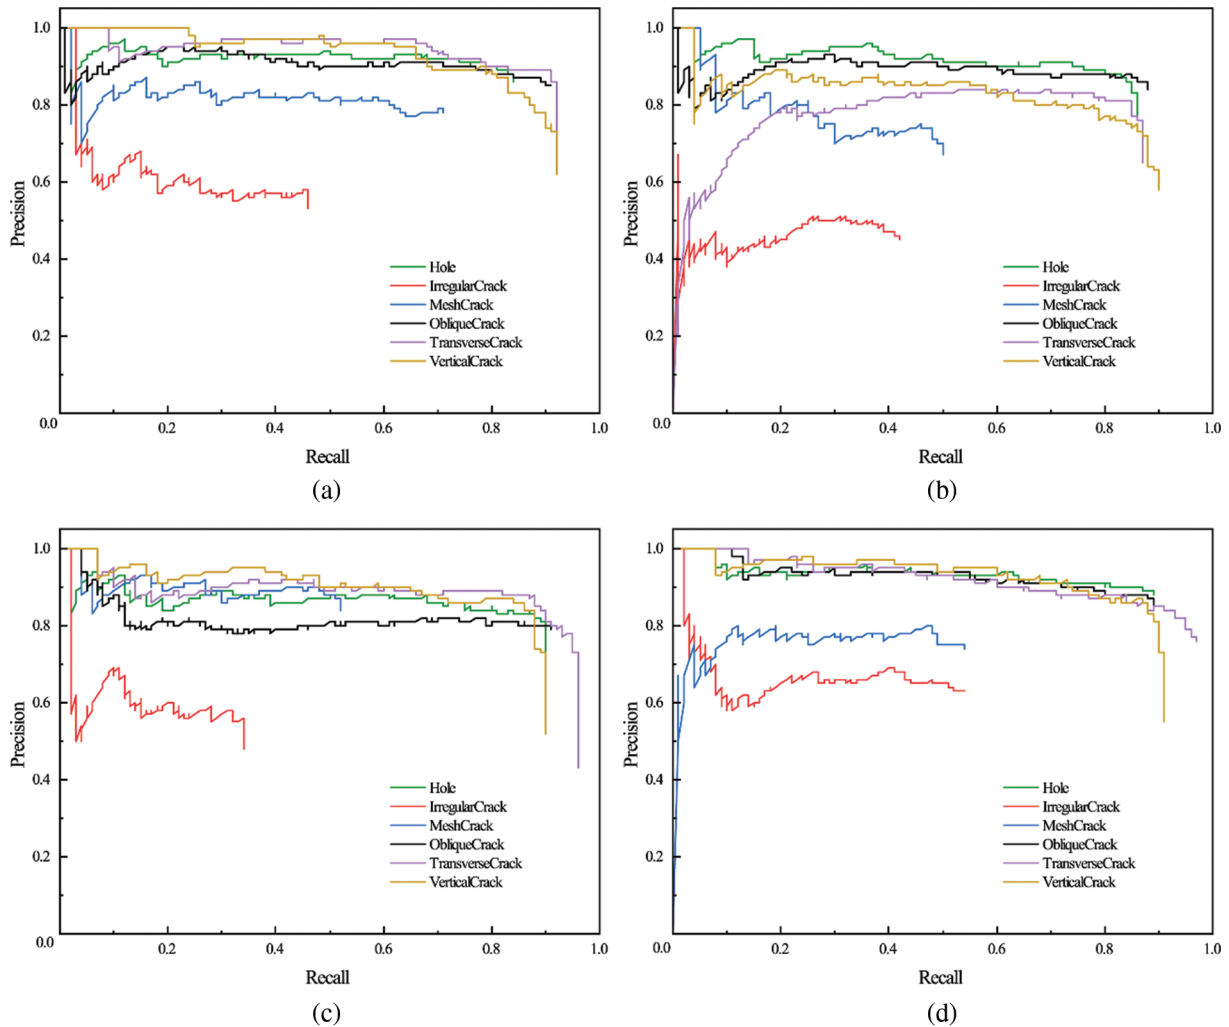 1.0
0.8
0.6
0.4
0.2
0.0
Precision
0.2
0.4
0.6
0.8
1.0
Recall
Hole
IrregularCrack
MeshCrack
ObliqueCrack
TransverseCrack
VerticalCrack
(a)
1.0
0.8
0.6
0.4
0.2
0.0
Precision
0.2
0.4
0.6
0.8
1.0
Recall
Hole
IrregularCrack
MeshCrack
ObliqueCrack
TransverseCrack
VerticalCrack
(b)
1.0
0.8
0.6
0.4
0.2
0.0
Precision
0.2
0.4
0.6
0.8
1.0
Recall
Hole
IrregularCrack
MeshCrack
ObliqueCrack
TransverseCrack
VerticalCrack
(c)
1.0
0.8
0.6
0.4
0.2
0.0
Precision
0.2
0.4
0.6
0.8
1.0
Recall
Hole
IrregularCrack
MeshCrack
ObliqueCrack
TransverseCrack
VerticalCrack
(d)